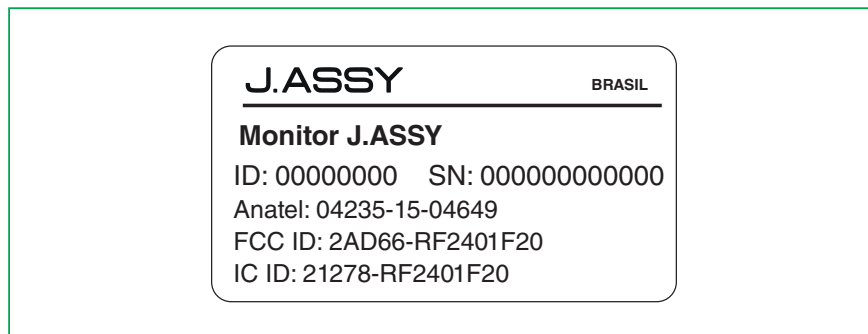 J.ASSY BRASIL
Monitor J.ASSY
ID: 00000000 SN: 000000000000
Anatel: 04235-15-04649
FCC ID: 2AD66-RF2401F20
IC ID: 21278-RF2401F20